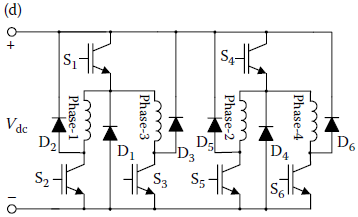 (d)
+
S1
S4
Phase-1
Phase-3
Phase-2
Phase-4
Vdc
D2
D1
D3
D5
D4
D6
S2
S3
S5
S6
−